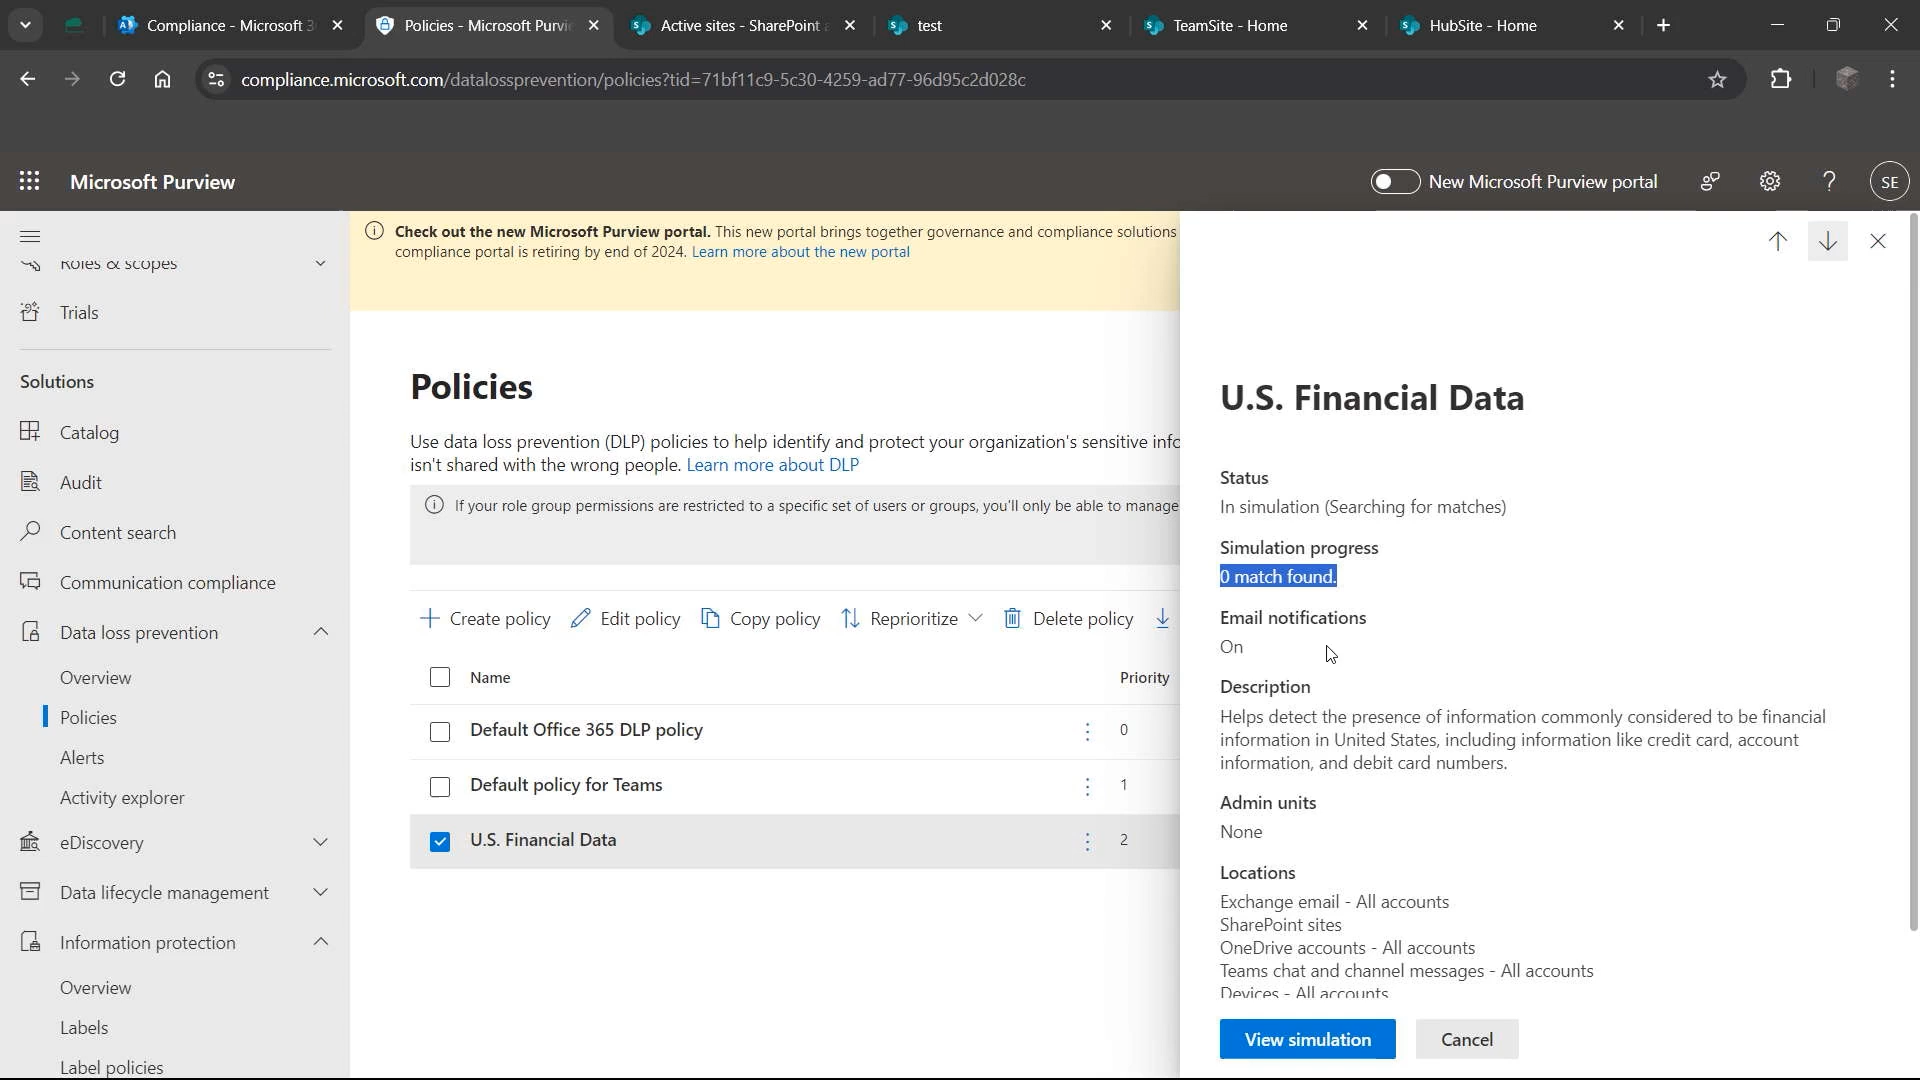 Compliance - Microsoft 3
Policies - Microsoft Purvi
Active sites - SharePoint a
test
TeamSite - Home
HubSite - Home
compliance.microsoft.com/datalossprevention/policies?tid=71bf11c9-5c30-4259-ad77-96d95c2d028c
Microsoft Purview
New Microsoft Purview portal
SE
Roles & scopes
Trials
Solutions
Catalog
Audit
Content search
Communication compliance
Data loss prevention
Overview
Policies
Alerts
Activity explorer
eDiscovery
Data lifecycle management
Information protection
Overview
Labels
Label policies
Check out the new Microsoft Purview portal. This new portal brings together governance and compliance solutions
compliance portal is retiring by end of 2024. Learn more about the new portal
Policies
Use data loss prevention (DLP) policies to help identify and protect your organization's sensitive info
isn't shared with the wrong people. Learn more about DLP
If your role group permissions are restricted to a specific set of users or groups, you'll only be able to manage
Create policy
Edit policy
Copy policy
Reprioritize
Delete policy
Name
Priority
Default Office 365 DLP policy
0
Default policy for Teams
1
U.S. Financial Data
2
U.S. Financial Data
Status
In simulation (Searching for matches)
Simulation progress
0 match found.
Email notifications
On
Description
Helps detect the presence of information commonly considered to be financial
information in United States, including information like credit card, account
information, and debit card numbers.
Admin units
None
Locations
Exchange email - All accounts
SharePoint sites
OneDrive accounts - All accounts
Teams chat and channel messages - All accounts
Devices - All accounts
View simulation
Cancel